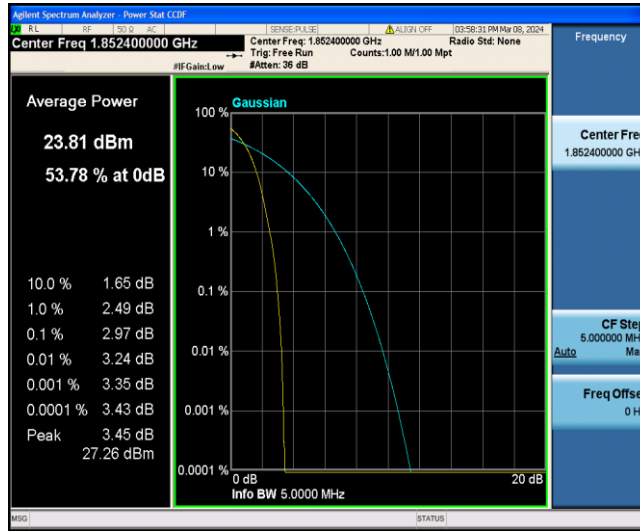 Agilent Spectrum Analyzer - Power Stat CCDF
RL RF 50 Ω AC SENSE:PULSE ALIGN OFF 03:58:31 PM Mar 08, 2024
Center Freq 1.852400000 GHz
Center Freq: 1.852400000 GHz Radio Std: None
Trig: Free Run Counts:1.00 M/1.00 Mpt
#IFGain:Low #Atten: 36 dB
Frequency
Average Power
23.81 dBm
53.78 % at 0dB
10.0 % 1.65 dB
1.0 % 2.49 dB
0.1 % 2.97 dB
0.01 % 3.24 dB
0.001 % 3.35 dB
0.0001 % 3.43 dB
Peak 3.45 dB
27.26 dBm
Gaussian
100 %
10 %
1 %
0.1 %
0.01 %
0.001 %
0.0001 %
0 dB 20 dB
Info BW 5.0000 MHz
Center Fre
1.852400000 GH
CF Step
5.000000 MH
Auto Ma
Freq Offse
0 H
MSG STATUS